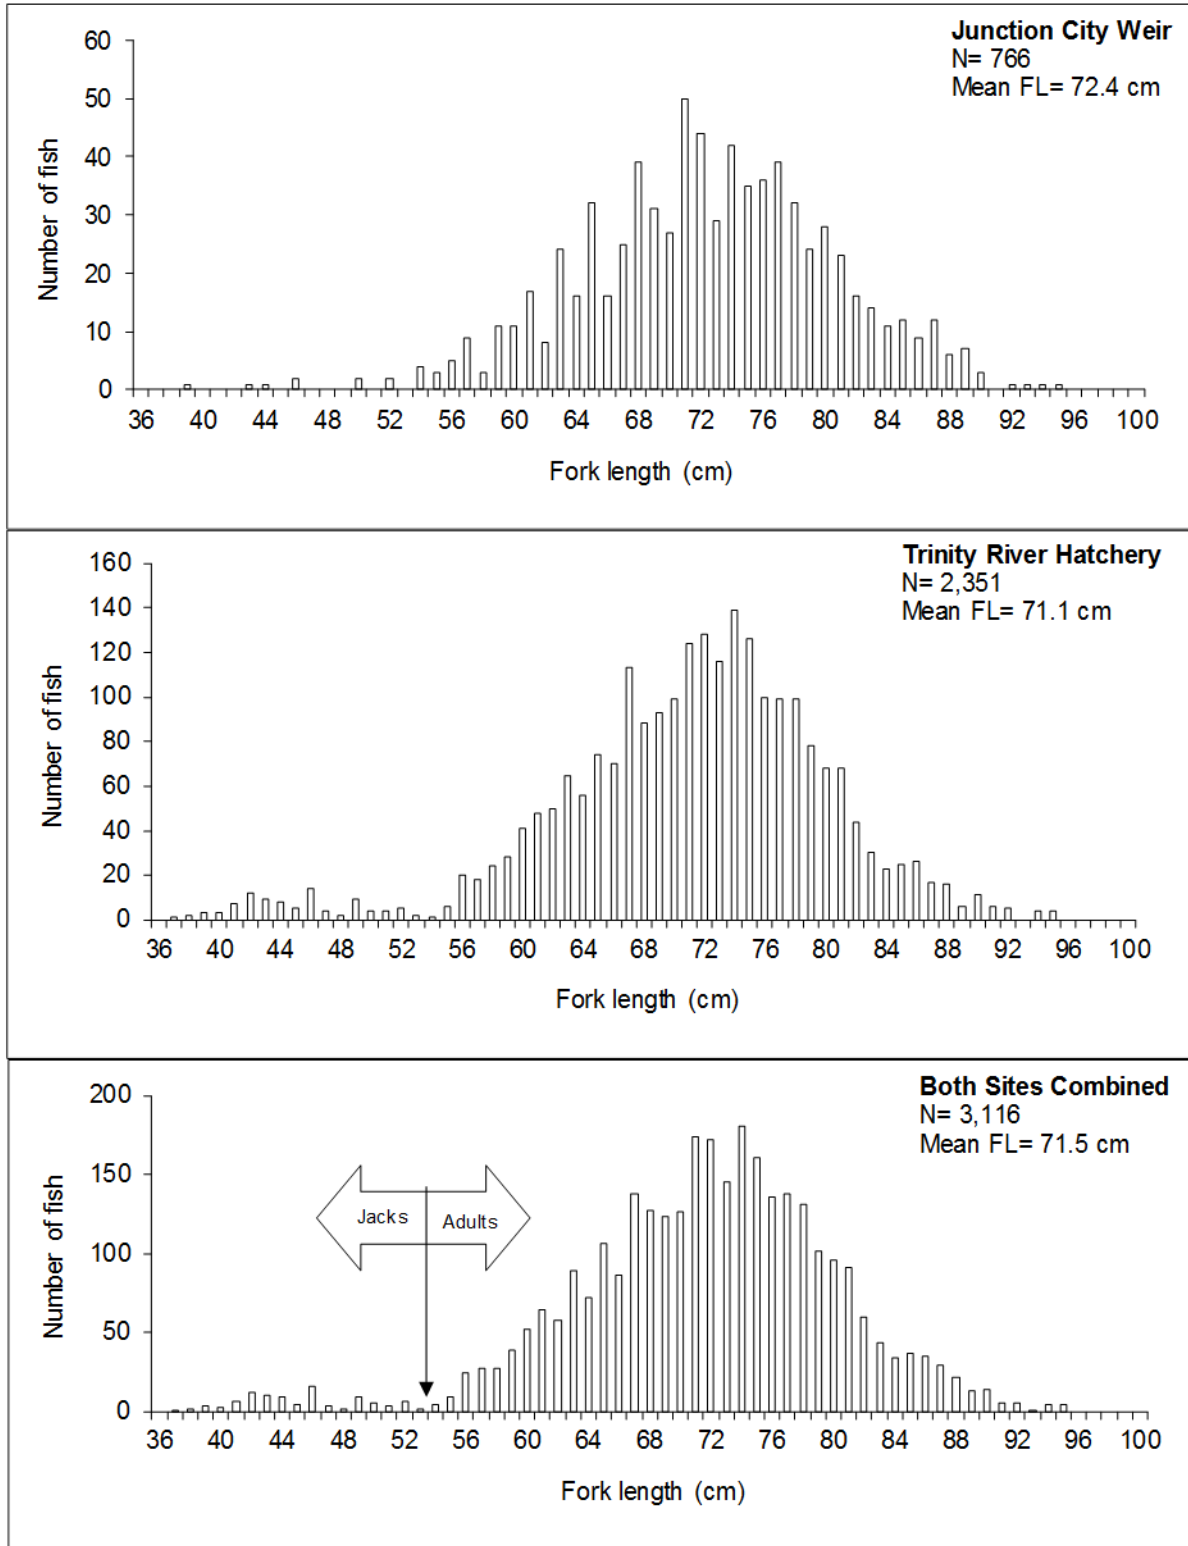 Junction City Weir
N= 766
Mean FL= 72.4 cm
60
50
40
30
20
10
0
Number of fish
36 40 44 48 52 56 60 64 68 72 76 80 84 88 92 96 100
Fork length (cm)
Trinity River Hatchery
N= 2,351
Mean FL= 71.1 cm
160
140
120
100
80
60
40
20
0
Number of fish
36 40 44 48 52 56 60 64 68 72 76 80 84 88 92 96 100
Fork length (cm)
Both Sites Combined
N= 3,116
Mean FL= 71.5 cm
200
150
100
50
0
Number of fish
Jacks Adults
36 40 44 48 52 56 60 64 68 72 76 80 84 88 92 96 100
Fork length (cm)